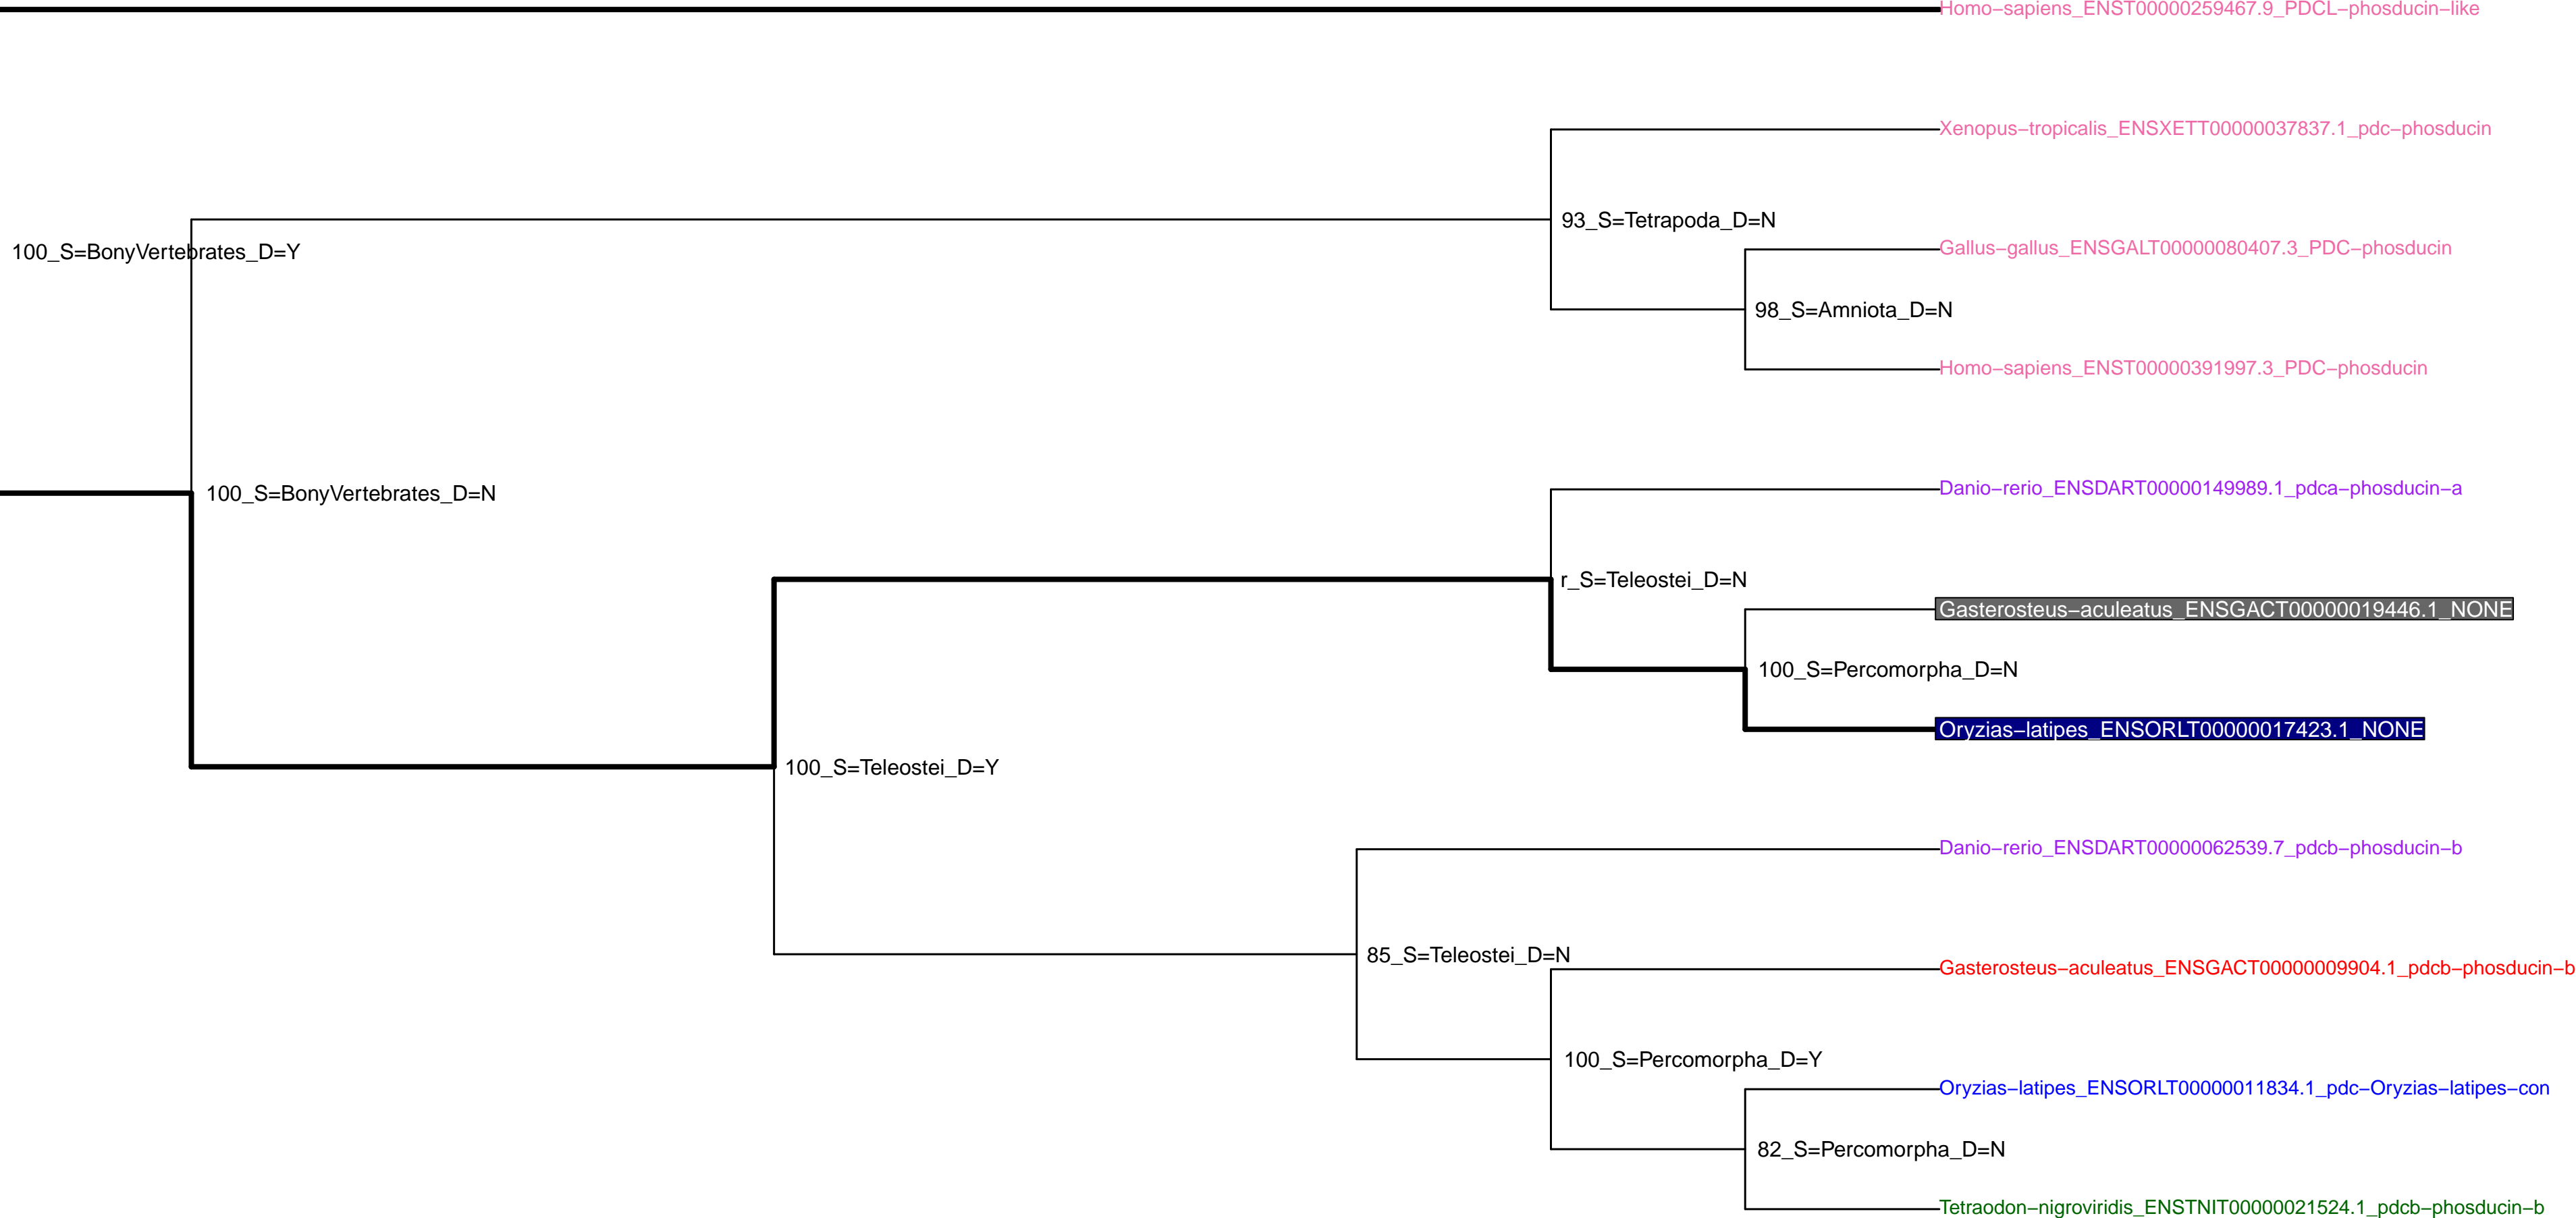 Homo−sapiens_ENST00000259467.9_PDCL−phosducin−like
Xenopus−tropicalis_ENSXETT00000037837.1_pdc−phosducin
93_S=Tetrapoda_D=N
Gallus−gallus_ENSGALT00000080407.3_PDC−phosducin
100_S=BonyVertebrates_D=Y
98_S=Amniota_D=N
Homo−sapiens_ENST00000391997.3_PDC−phosducin
Danio−rerio_ENSDART00000149989.1_pdca−phosducin−a
100_S=BonyVertebrates_D=N
r_S=Teleostei_D=N
Gasterosteus−aculeatus_ENSGACT00000019446.1_NONE
100_S=Percomorpha_D=N
Oryzias−latipes_ENSORLT00000017423.1_NONE
100_S=Teleostei_D=Y
Danio−rerio_ENSDART00000062539.7_pdcb−phosducin−b
85_S=Teleostei_D=N
Gasterosteus−aculeatus_ENSGACT00000009904.1_pdcb−phosducin−b
100_S=Percomorpha_D=Y
Oryzias−latipes_ENSORLT00000011834.1_pdc−Oryzias−latipes−con
82_S=Percomorpha_D=N
Tetraodon−nigroviridis_ENSTNIT00000021524.1_pdcb−phosducin−b